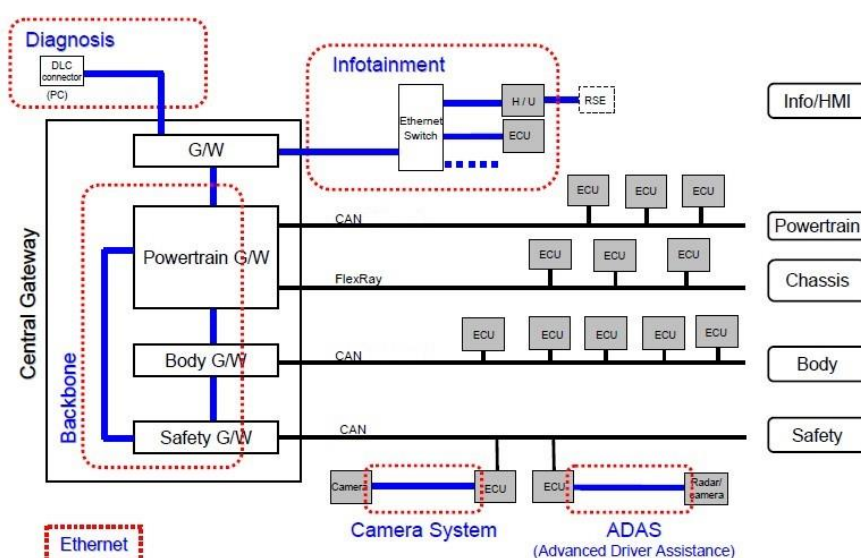 Diagnosis
DLC
connector
(PC)
Infotainment
Ethernet
Switch
H / U
RSE
ECU
Info/HMI
G/W
Central Gateway
Backbone
Powertrain G/W
CAN
ECU
ECU
ECU
Powertrain
FlexRay
ECU
ECU
ECU
Chassis
Body G/W
CAN
ECU
ECU
ECU
ECU
ECU
Body
Safety G/W
CAN
Safety
Camera
ECU
ECU
Radar/
camera
Camera System
ADAS
(Advanced Driver Assistance)
Ethernet